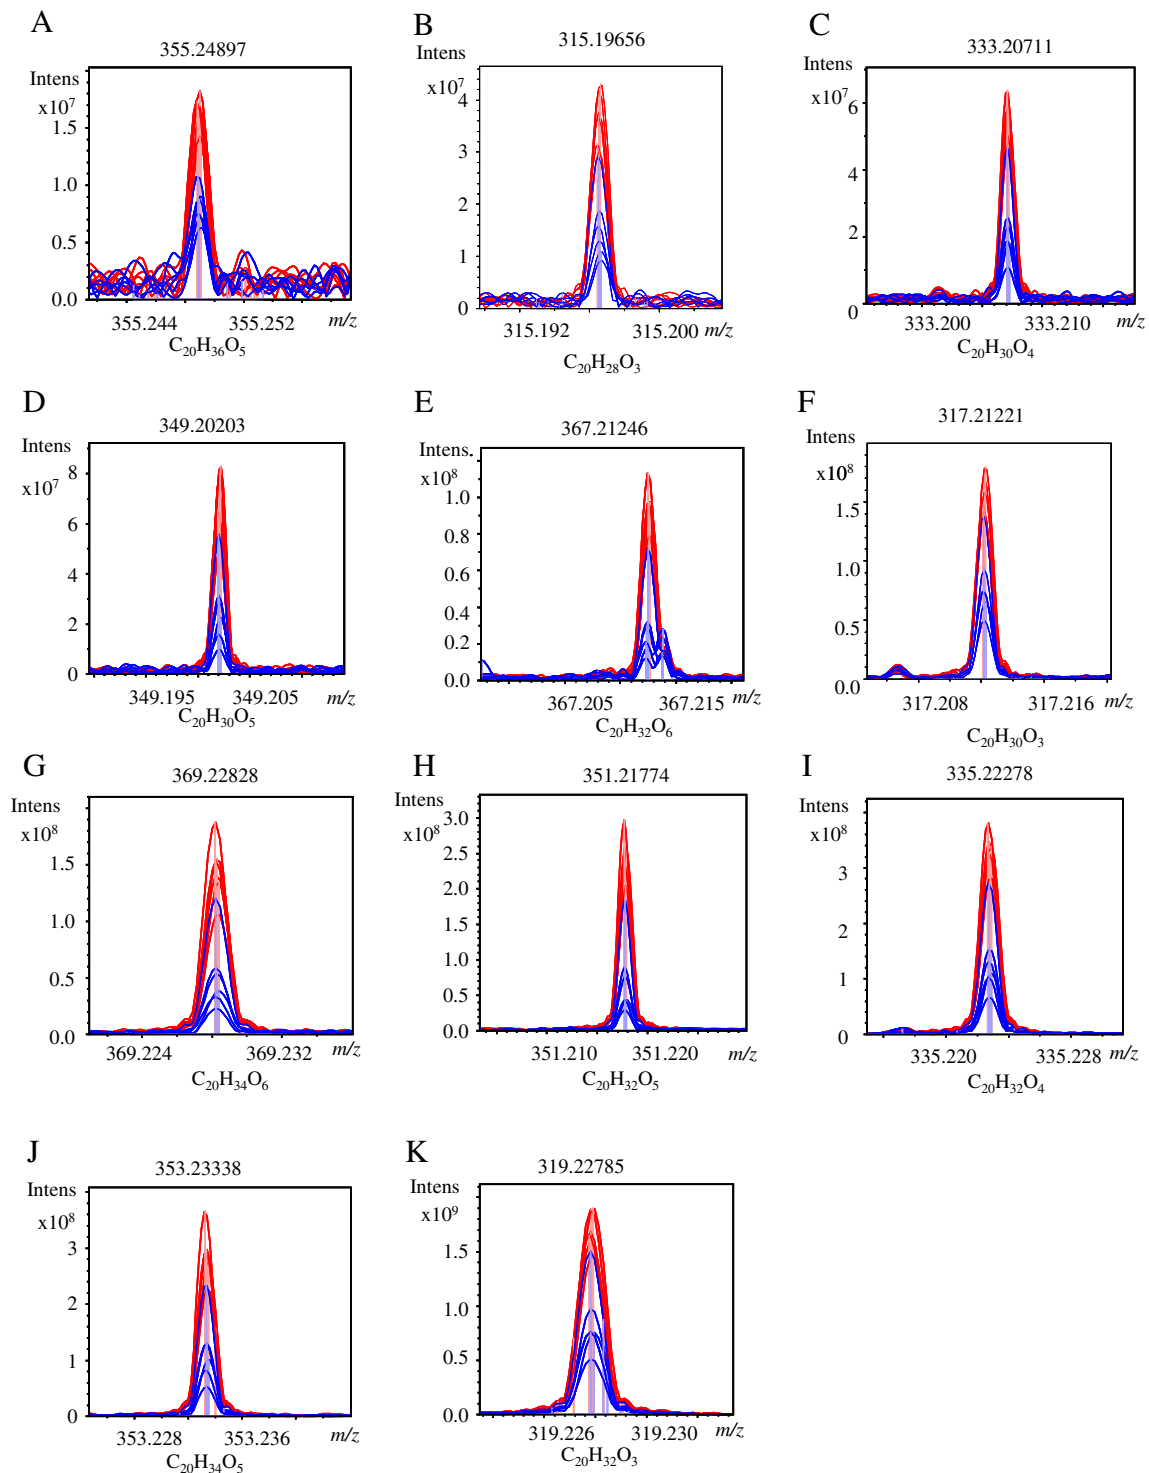 A
355.24897
Intens
x10⁷
1.5
1.0
0.5
0.0
355.244 355.252 m/z
C₂₀H₃₆O₅
B
315.19656
Intens
x10⁷
4
3
2
1
0
315.192 315.200 m/z
C₂₀H₂₈O₃
C
333.20711
Intens
x10⁷
6
4
2
0
333.200 333.210 m/z
C₂₀H₃₀O₄
D
349.20203
Intens
x10⁷
8
6
4
2
0
349.195 349.205 m/z
C₂₀H₃₀O₅
E
367.21246
Intens.
x10⁸
1.0
0.8
0.6
0.4
0.2
0.0
367.205 367.215 m/z
C₂₀H₃₂O₆
F
317.21221
Intens
x10⁸
1.5
1.0
0.5
0.0
317.208 317.216 m/z
C₂₀H₃₀O₃
G
369.22828
Intens
x10⁸
1.5
1.0
0.5
0.0
369.224 369.232 m/z
C₂₀H₃₄O₆
H
351.21774
Intens
x10⁸
3.0
2.5
2.0
1.5
1.0
0.5
0.0
351.210 351.220 m/z
C₂₀H₃₂O₅
I
335.22278
Intens
x10⁸
3
2
1
0
335.220 335.228 m/z
C₂₀H₃₂O₄
J
353.23338
Intens
x10⁸
3
2
1
0
353.228 353.236 m/z
C₂₀H₃₄O₅
K
319.22785
Intens
x10⁹
1.5
1.0
0.5
0.0
319.226 319.230 m/z
C₂₀H₃₂O₃